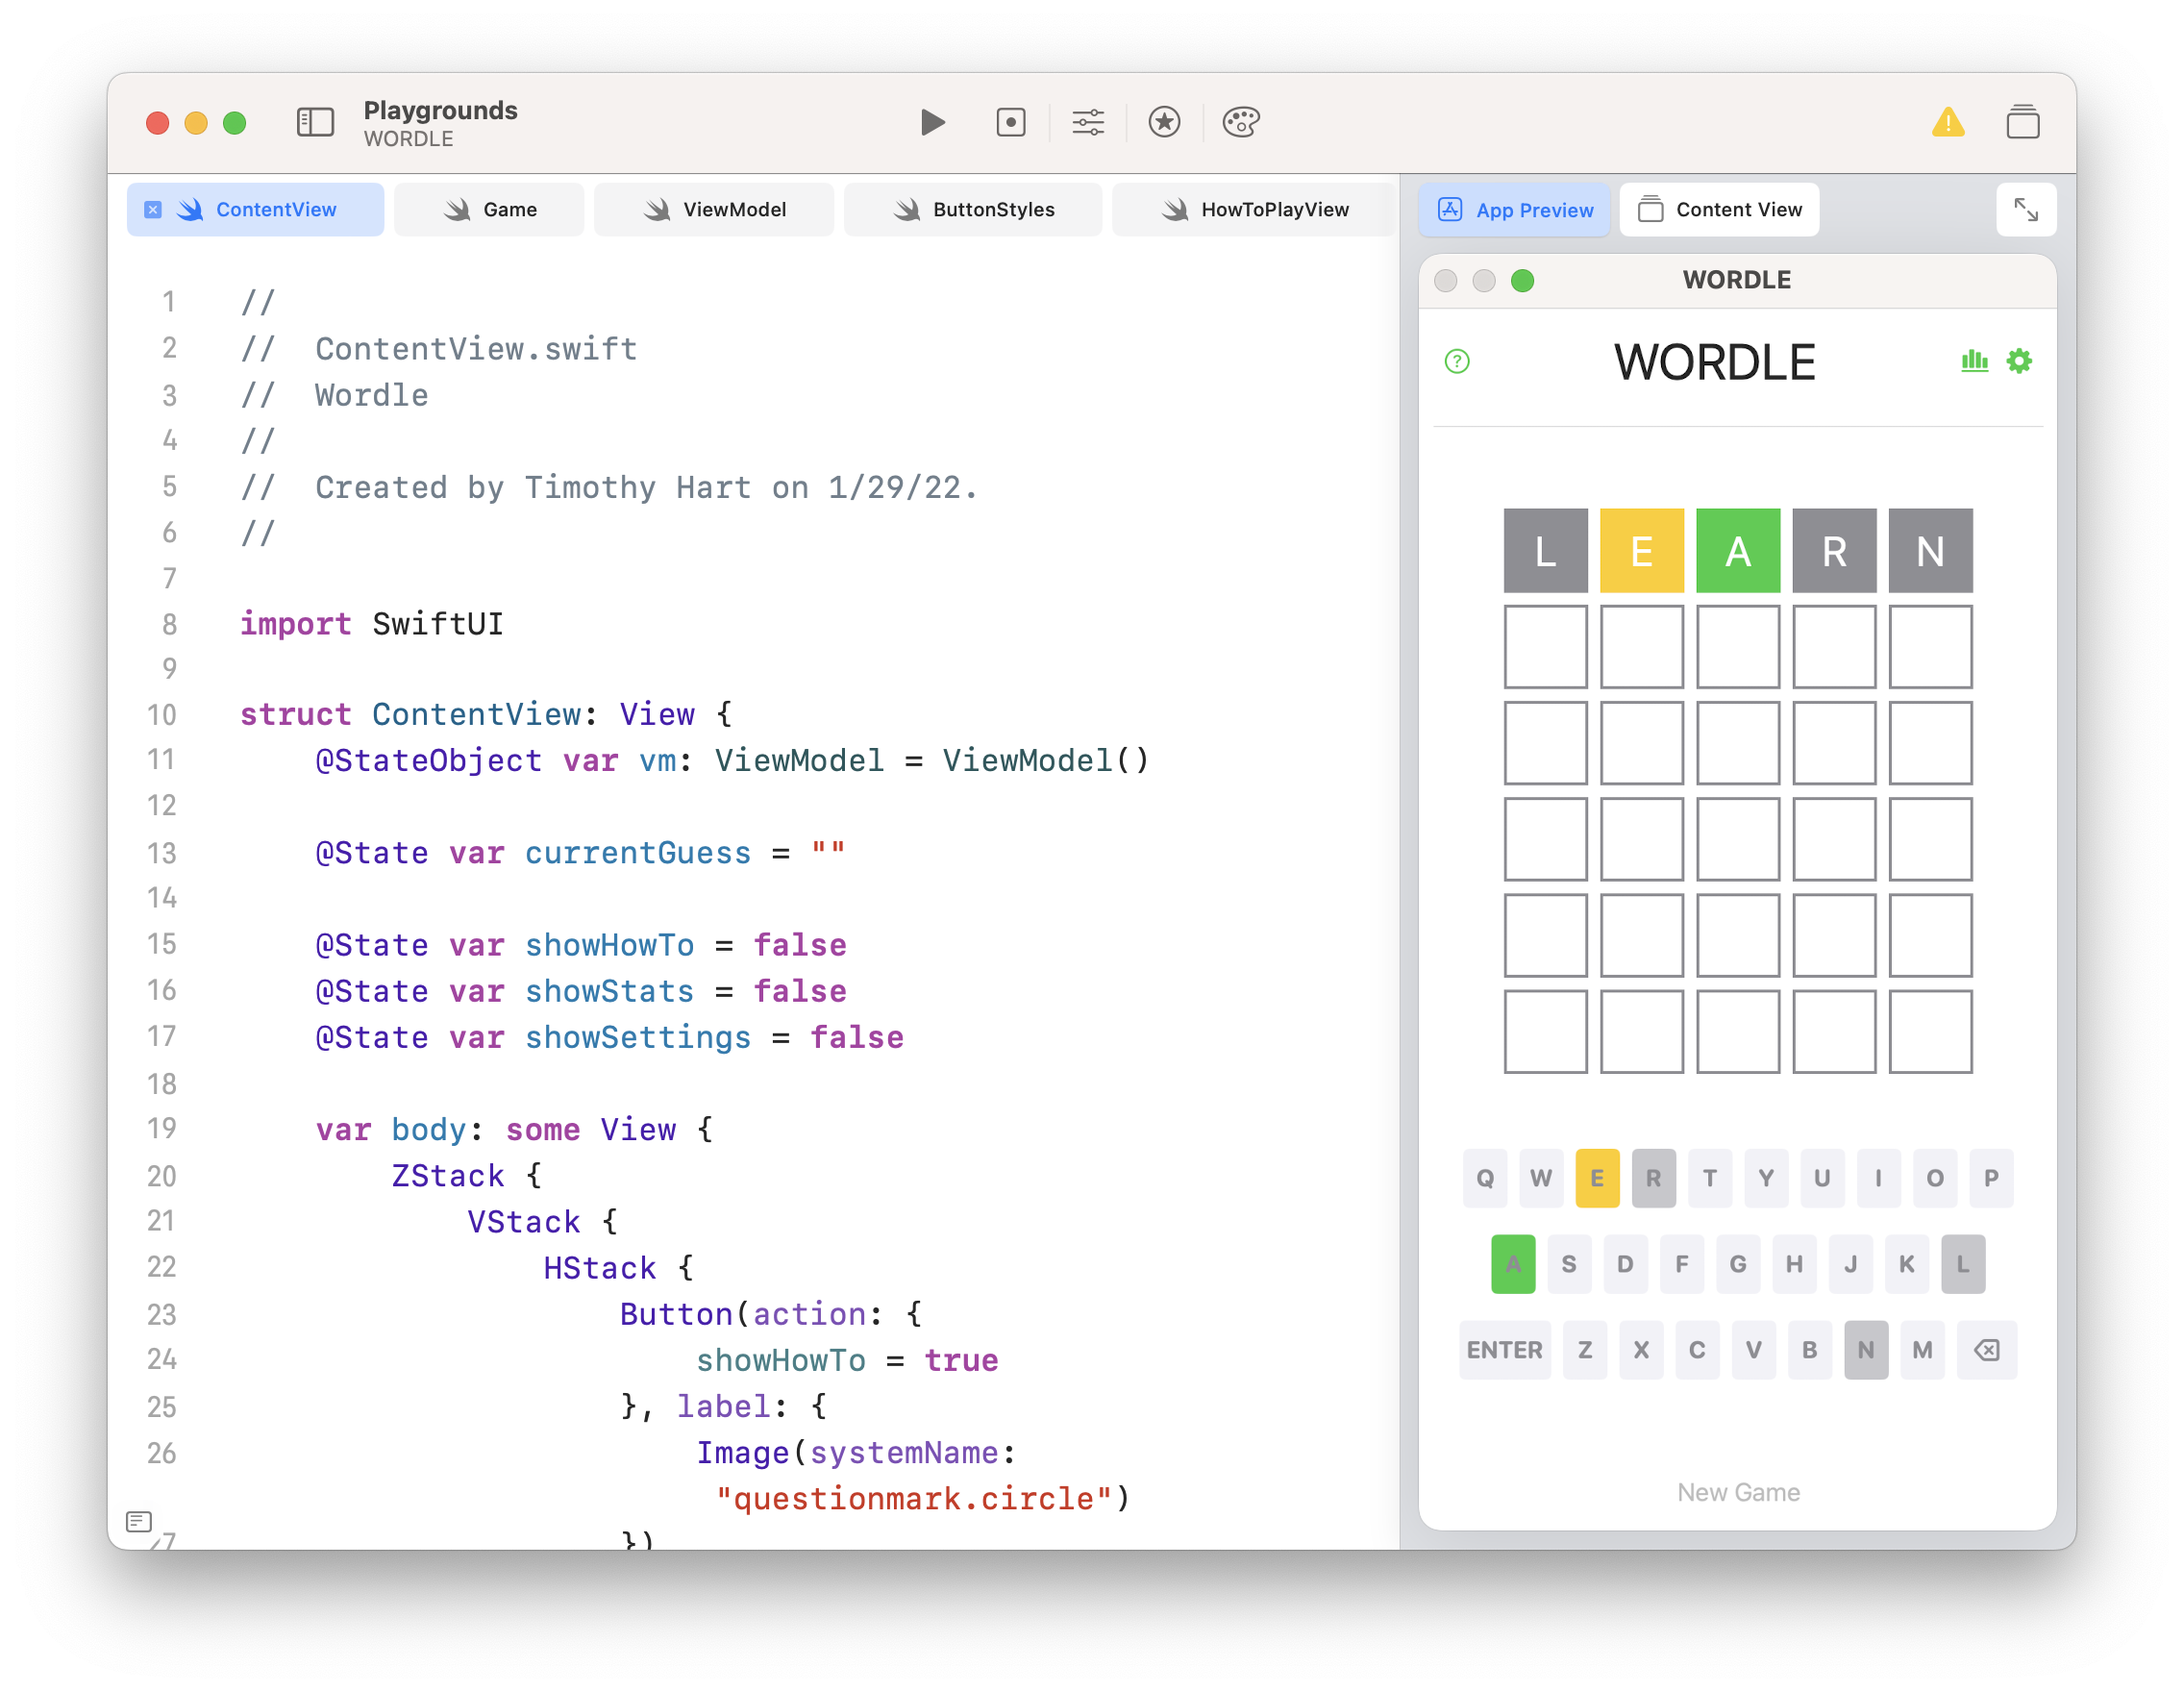 Playgrounds
WORDLE
ContentView Game ViewModel ButtonStyles HowToPlayView
1 //
2 //  ContentView.swift
3 //  Wordle
4 //
5 //  Created by Timothy Hart on 1/29/22.
6 //
7
8 import SwiftUI
9
10 struct ContentView: View {
11     @StateObject var vm: ViewModel = ViewModel()
12
13     @State var currentGuess = ""
14
15     @State var showHowTo = false
16     @State var showStats = false
17     @State var showSettings = false
18
19     var body: some View {
20         ZStack {
21             VStack {
22                 HStack {
23                     Button(action: {
24                         showHowTo = true
25                     }, label: {
26                         Image(systemName:
"questionmark.circle")
27                     })
App Preview Content View
WORDLE
WORDLE
L E A R N
Q W E R T Y U I O P
A S D F G H J K L
ENTER Z X C V B N M
New Game